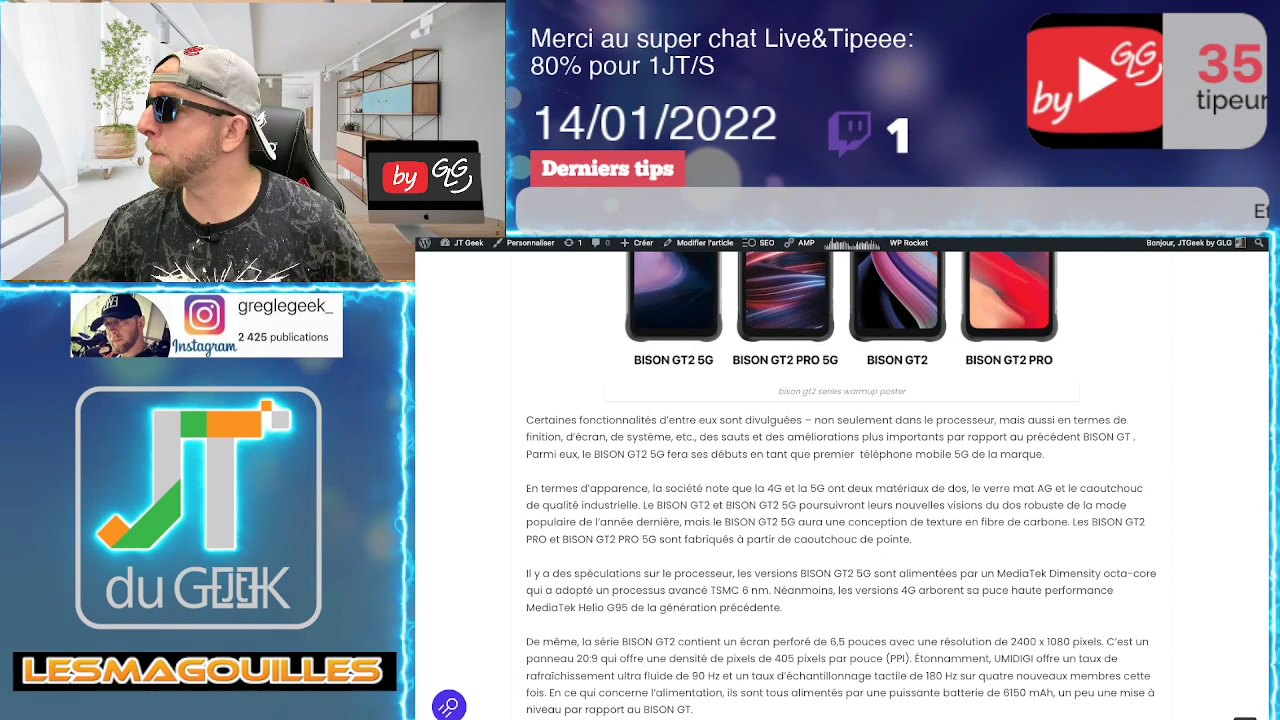 Merci au super chat Live&Tipeee:
80% pour 1JT/S
14/01/2022
1
Derniers tips
by GLG
35
tipeur
by GLG
greglegeek_
2 425 publications
Instagram
JT
du GEEK
LESMAGOUILLES
JT Geek Personnaliser 1 0 Créer Modifier l'article SEO AMP WP Rocket Bonjour, JTGeek by GLG
BISON GT2 5G BISON GT2 PRO 5G BISON GT2 BISON GT2 PRO
bison gt2 series warmup poster
Certaines fonctionnalités d'entre eux sont divulguées – non seulement dans le processeur, mais aussi en termes de
finition, d'écran, de système, etc., des sauts et des améliorations plus importants par rapport au précédent BISON GT .
Parmi eux, le BISON GT2 5G fera ses débuts en tant que premier téléphone mobile 5G de la marque.
En termes d'apparence, la société note que la 4G et la 5G ont deux matériaux de dos, le verre mat AG et le caoutchouc
de qualité industrielle. Le BISON GT2 et BISON GT2 5G poursuivront leurs nouvelles visions du dos robuste de la mode
populaire de l'année dernière, mais le BISON GT2 5G aura une conception de texture en fibre de carbone. Les BISON GT2
PRO et BISON GT2 PRO 5G sont fabriqués à partir de caoutchouc de pointe.
Il y a des spéculations sur le processeur, les versions BISON GT2 5G sont alimentées par un MediaTek Dimensity octa-core
qui a adopté un processus avancé TSMC 6 nm. Néanmoins, les versions 4G arborent sa puce haute performance
MediaTek Helio G95 de la génération précédente.
De même, la série BISON GT2 contient un écran perforé de 6,5 pouces avec une résolution de 2400 x 1080 pixels. C'est un
panneau 20:9 qui offre une densité de pixels de 405 pixels par pouce (PPI). Étonnamment, UMIDIGI offre un taux de
rafraîchissement ultra fluide de 90 Hz et un taux d'échantillonnage tactile de 180 Hz sur quatre nouveaux membres cette
fois. En ce qui concerne l'alimentation, ils sont tous alimentés par une puissante batterie de 6150 mAh, un peu une mise à
niveau par rapport au BISON GT.